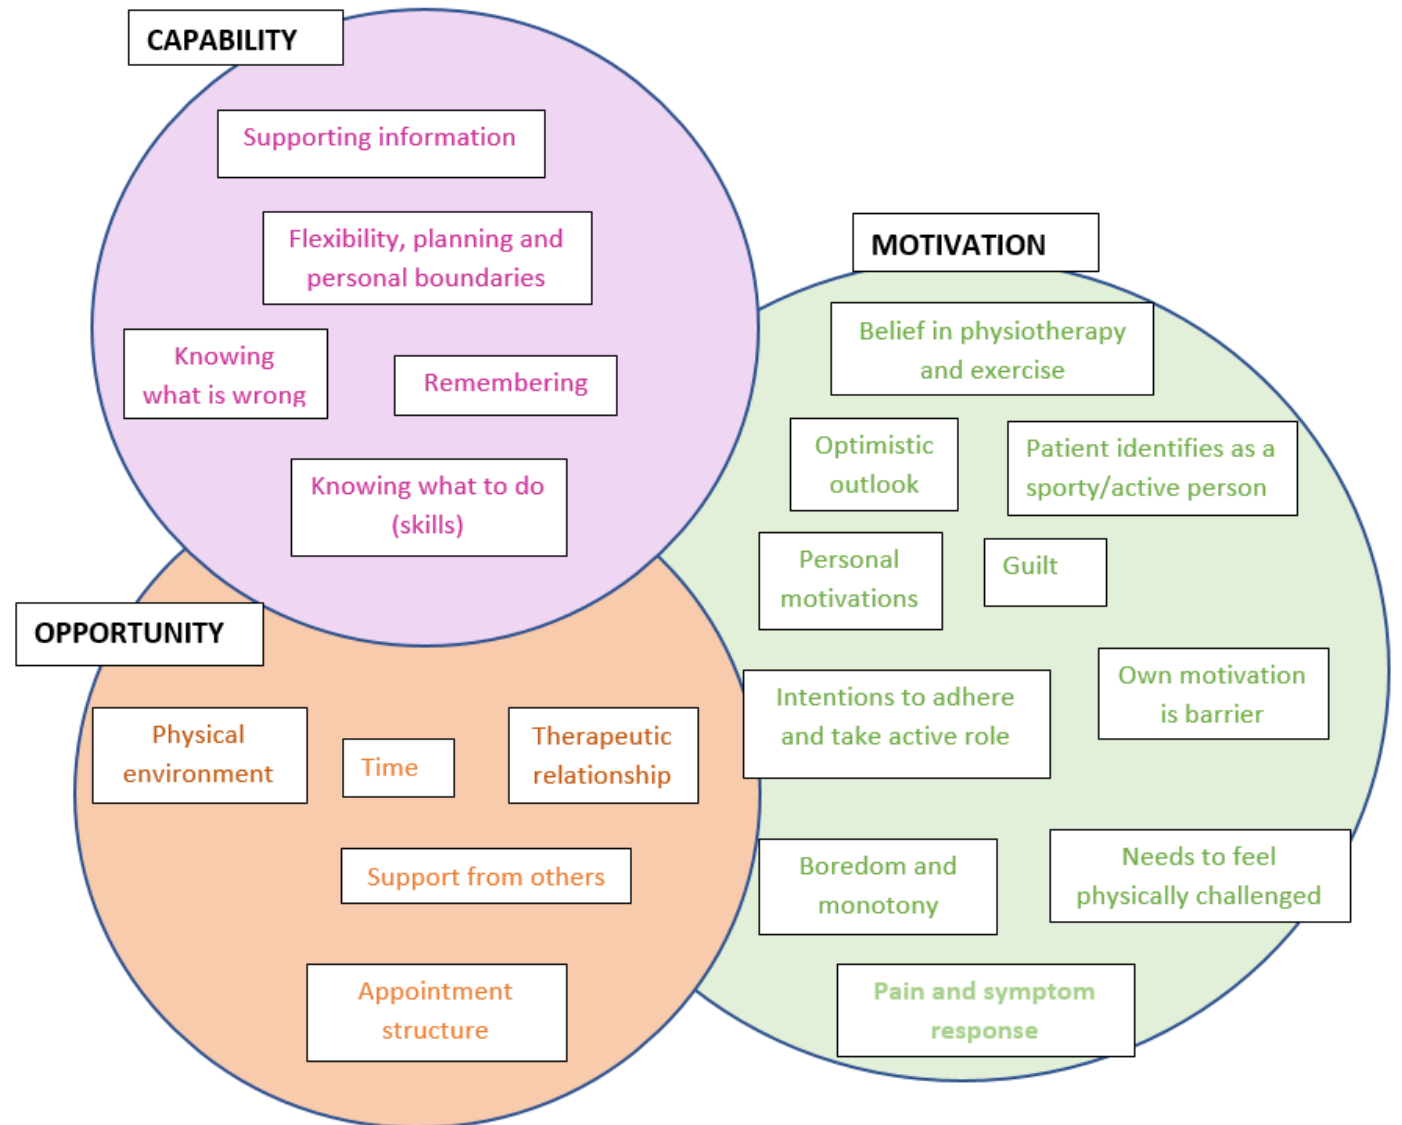 CAPABILITY
Supporting information
Flexibility, planning and
personal boundaries
Knowing
what is wrong
Remembering
Knowing what to do
(skills)
MOTIVATION
Belief in physiotherapy
and exercise
Optimistic
outlook
Patient identifies as a
sporty/active person
Personal
motivations
Guilt
Intentions to adhere
and take active role
Own motivation
is barrier
Boredom and
monotony
Needs to feel
physically challenged
Pain and symptom
response
OPPORTUNITY
Physical
environment
Time
Therapeutic
relationship
Support from others
Appointment
structure